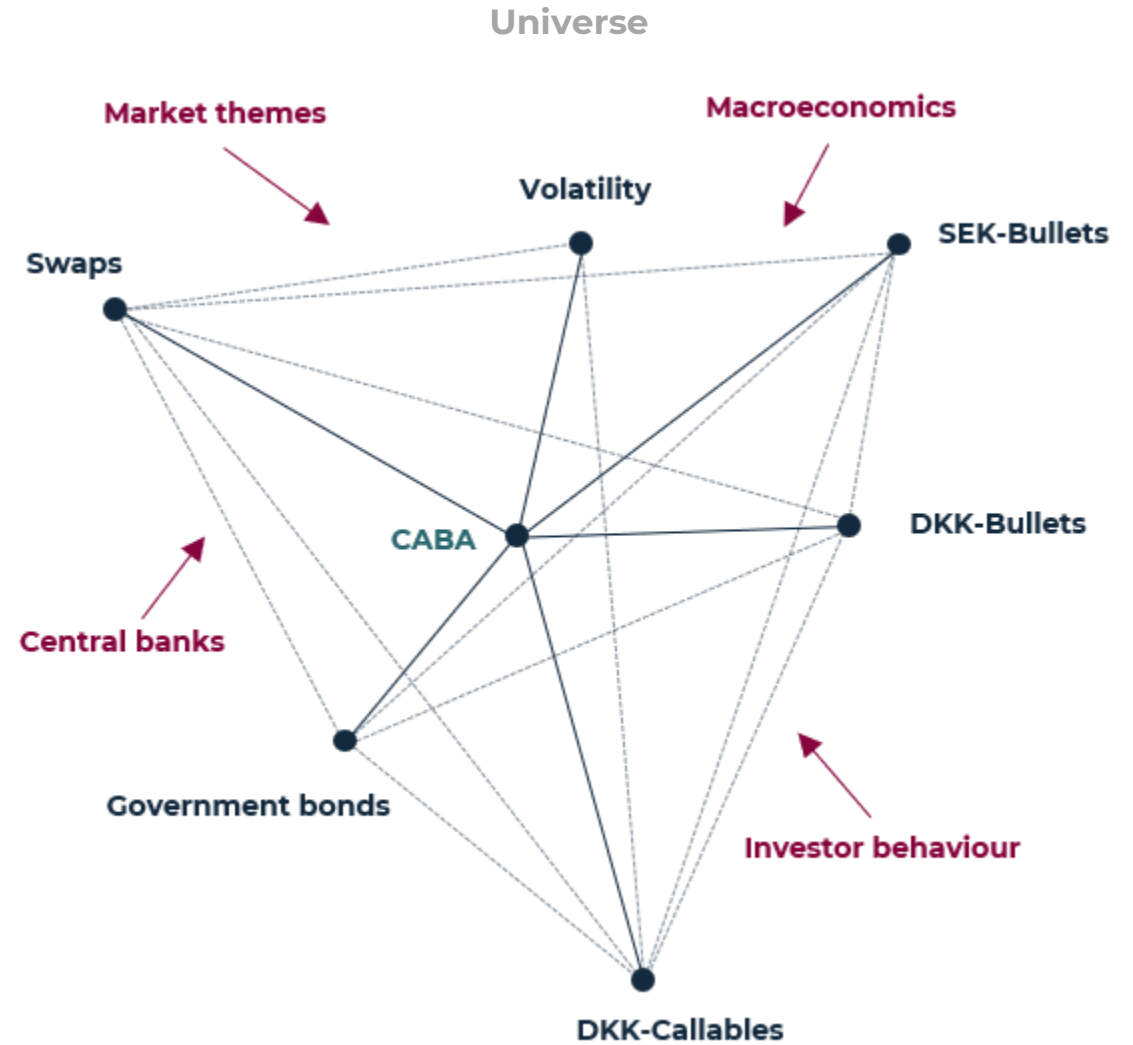 Universe
Market themes
Macroeconomics
Volatility
SEK-Bullets
Swaps
DKK-Bullets
CABA
Central banks
Government bonds
Investor behaviour
DKK-Callables